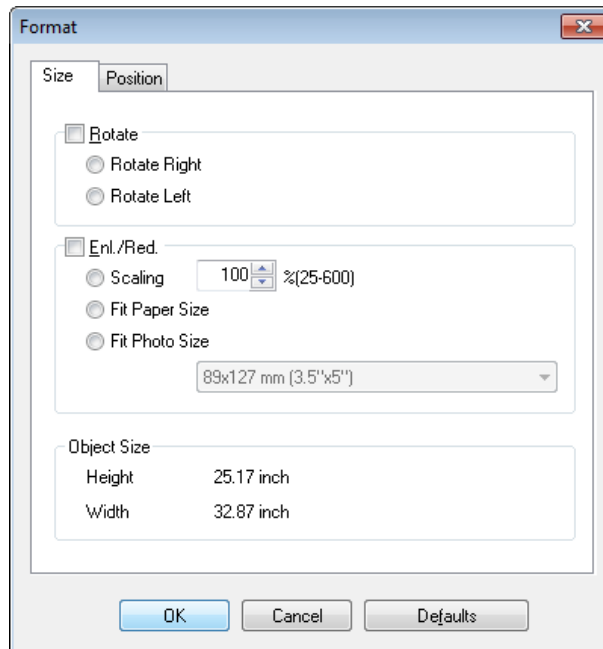 Format
Size Position
Rotate
Rotate Right
Rotate Left
Enl./Red.
Scaling 100 %(25-600)
Fit Paper Size
Fit Photo Size
89x127 mm (3.5"x5")
Object Size
Height 25.17 inch
Width 32.87 inch
OK Cancel Defaults